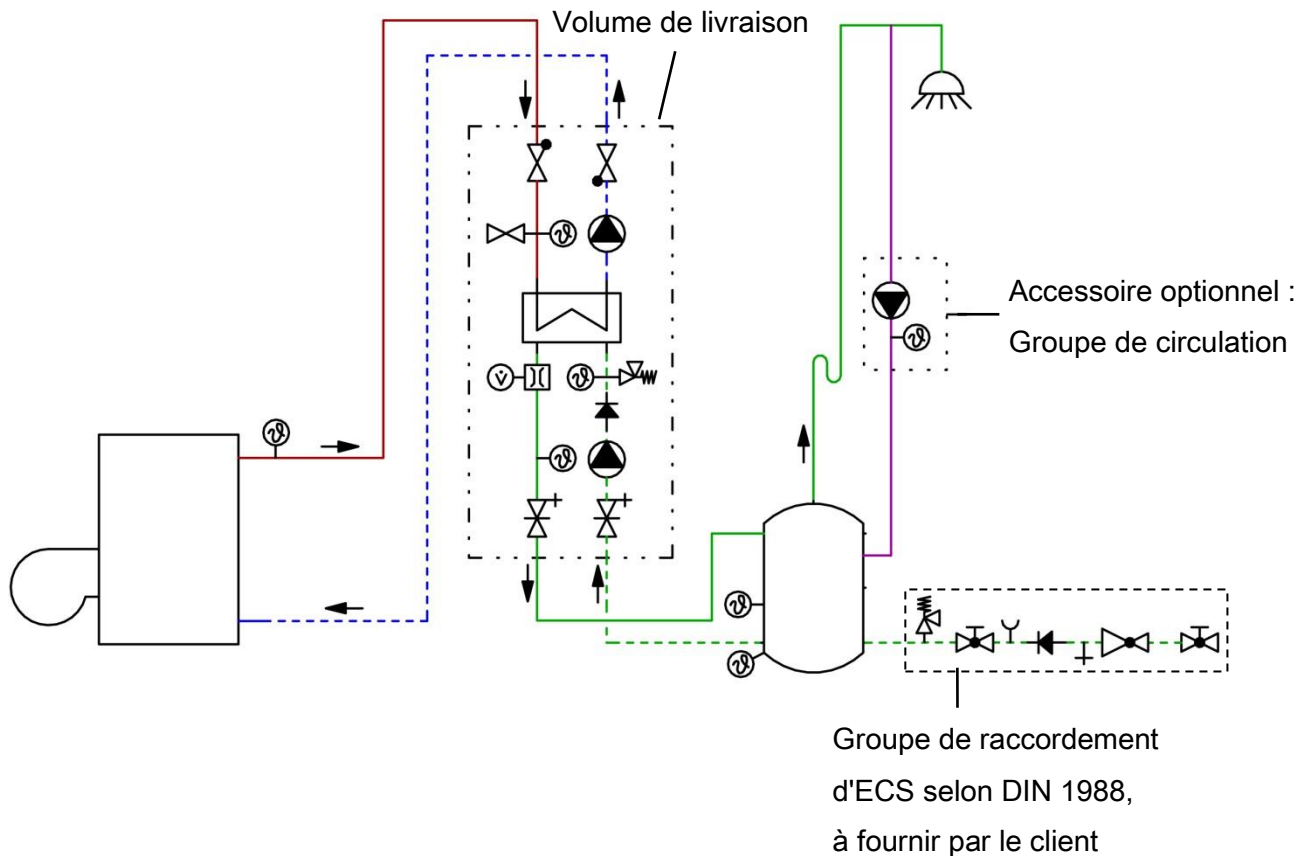 Volume de livraison
ϑ
ϑ
V̇
ϑ
ϑ
ϑ
ϑ
ϑ
ϑ
Accessoire optionnel :
Groupe de circulation
Groupe de raccordement
d'ECS selon DIN 1988,
à fournir par le client